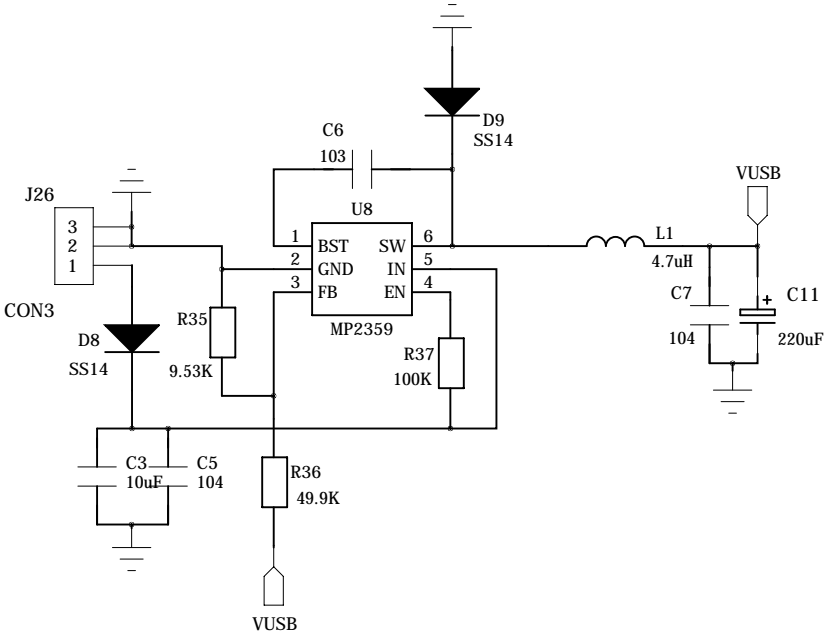 D9
SS14
C6
103
VUSB
J26
U8
3
2
1
1
BST
SW
6
2
GND
IN
5
3
FB
EN
4
MP2359
L1
4.7uH
CON3
C7
104
+
C11
220uF
R35
9.53K
D8
SS14
R37
100K
C3
10uF
C5
104
R36
49.9K
VUSB